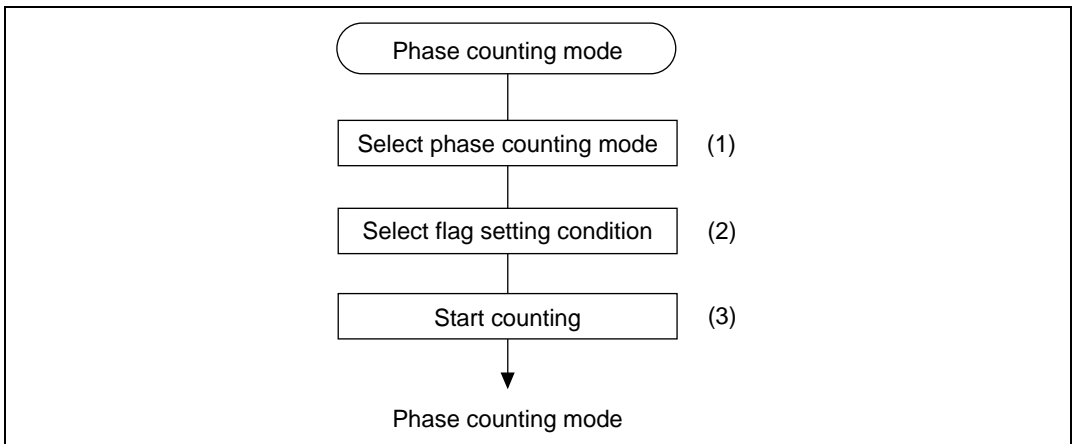 Phase counting mode
Select phase counting mode (1)
Select flag setting condition (2)
Start counting (3)
Phase counting mode